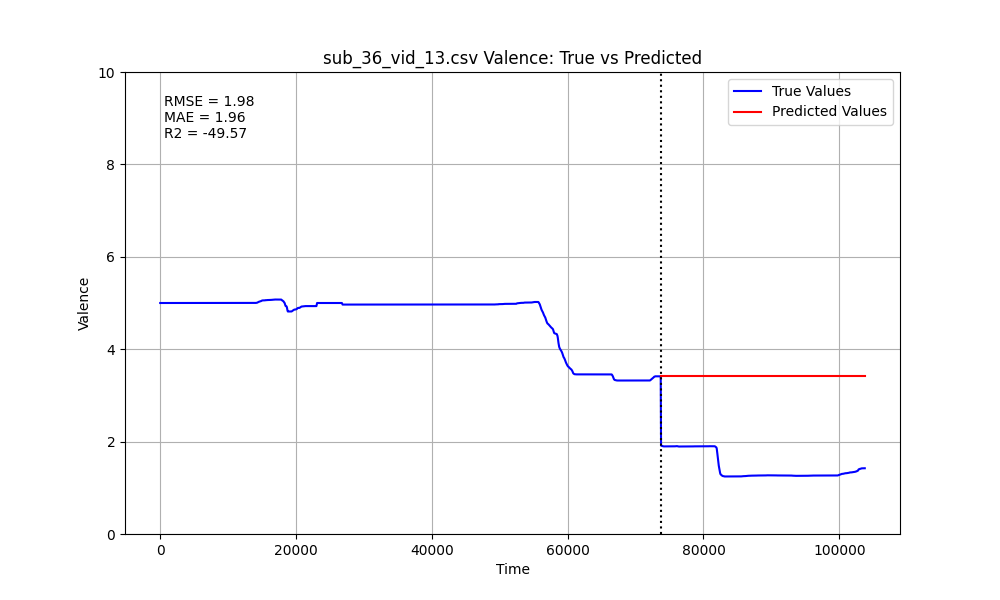 sub_36_vid_13.csv Valence: True vs Predicted
RMSE = 1.98
MAE = 1.96
R2 = -49.57
True Values
Predicted Values
Valence
10
8
6
4
2
0
0 20000 40000 60000 80000 100000
Time